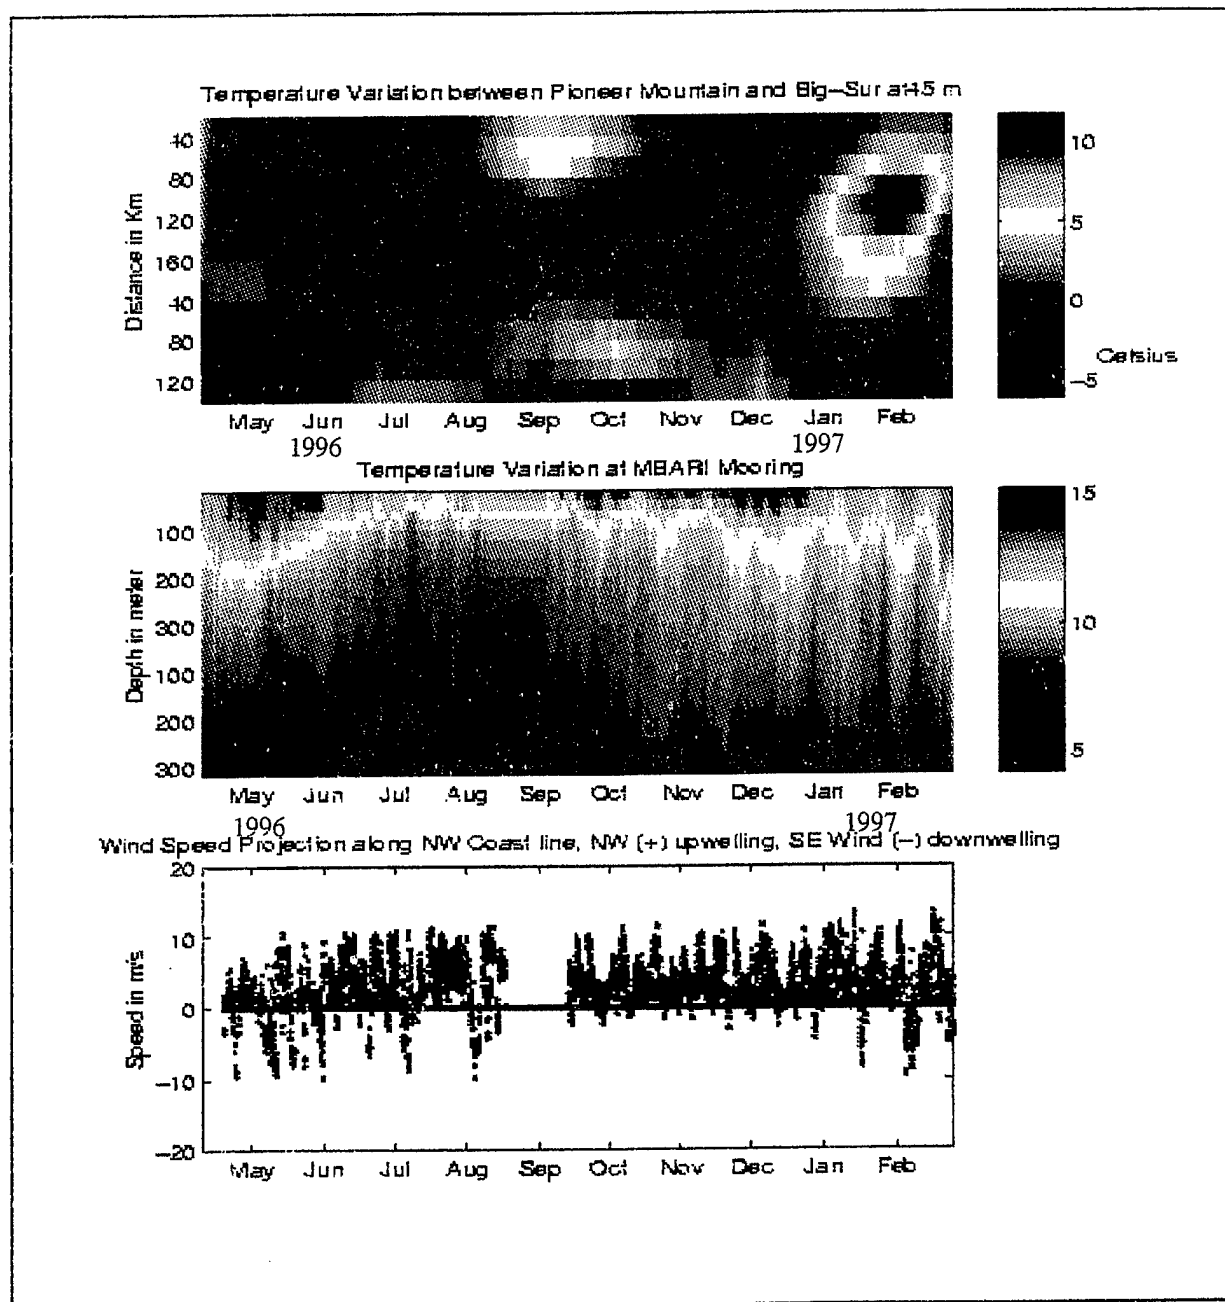 Temperature Variation between Pioneer Mountain and Big-Sur at 45 m
40
80
120
160
40
80
120
Distance in Km
May Jun Jul Aug Sep Oct Nov Dec Jan Feb
1996 1997
10
5
0
-5
Celsius
Temperature Variation at MBARI Mooring
100
200
300
100
200
300
Depth in meter
May Jun Jul Aug Sep Oct Nov Dec Jan Feb
1996 1997
15
10
5
Wind Speed Projection along NW Coast line, NW (+) upwelling, SE Wind (-) downwelling
20
10
0
-10
-20
Speed in m's
May Jun Jul Aug Sep Oct Nov Dec Jan Feb